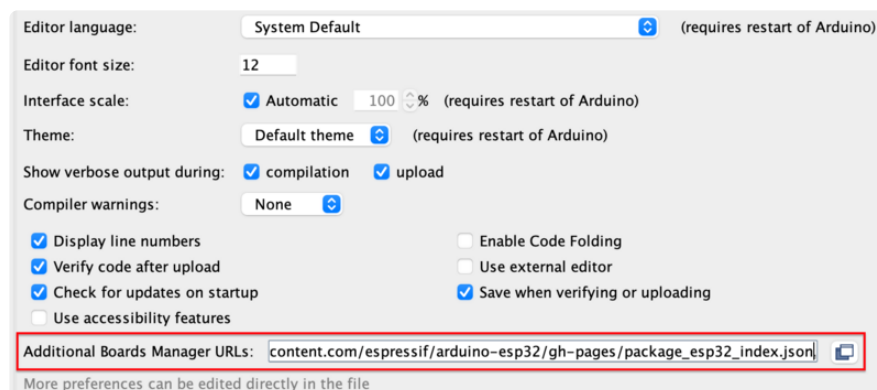 Editor language: System Default (requires restart of Arduino)
Editor font size: 12
Interface scale: Automatic 100 % (requires restart of Arduino)
Theme: Default theme (requires restart of Arduino)
Show verbose output during: compilation upload
Compiler warnings: None
Display line numbers Enable Code Folding
Verify code after upload Use external editor
Check for updates on startup Save when verifying or uploading
Use accessibility features
Additional Boards Manager URLs: content.com/espressif/arduino-esp32/gh-pages/package_esp32_index.json
More preferences can be edited directly in the file